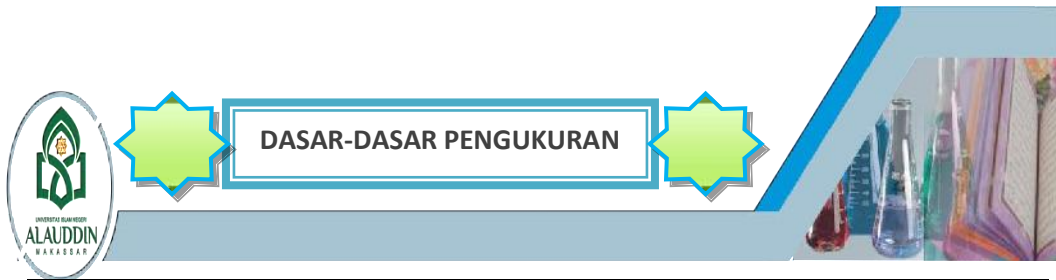 DASAR-DASAR PENGUKURAN
UNIVERSITAS ISLAM NEGERI
ALAUDDIN
MAKASSAR